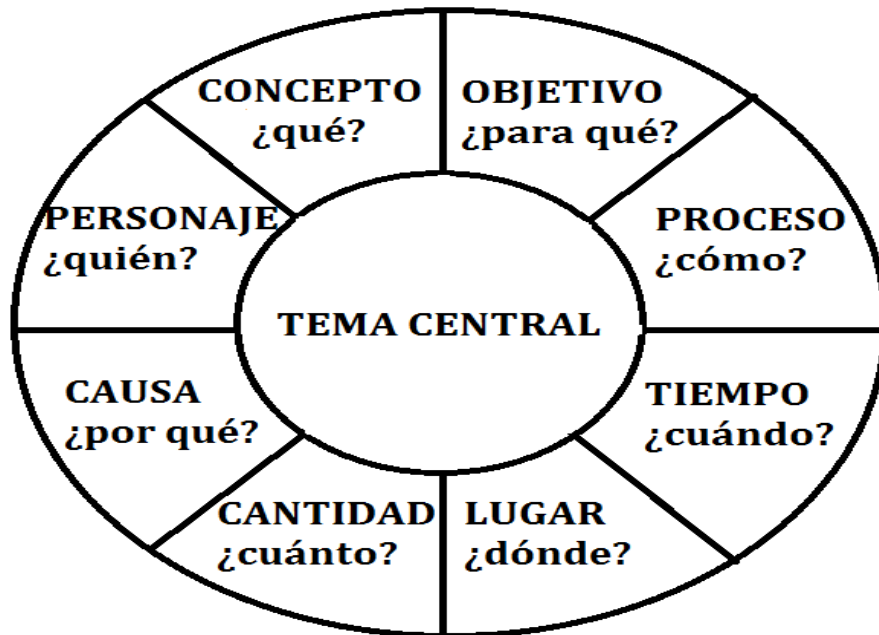 CONCEPTO
¿qué?
OBJETIVO
¿para qué?
PROCESO
¿cómo?
TIEMPO
¿cuándo?
LUGAR
¿dónde?
CANTIDAD
¿cuánto?
CAUSA
¿por qué?
PERSONAJE
¿quién?
TEMA CENTRAL